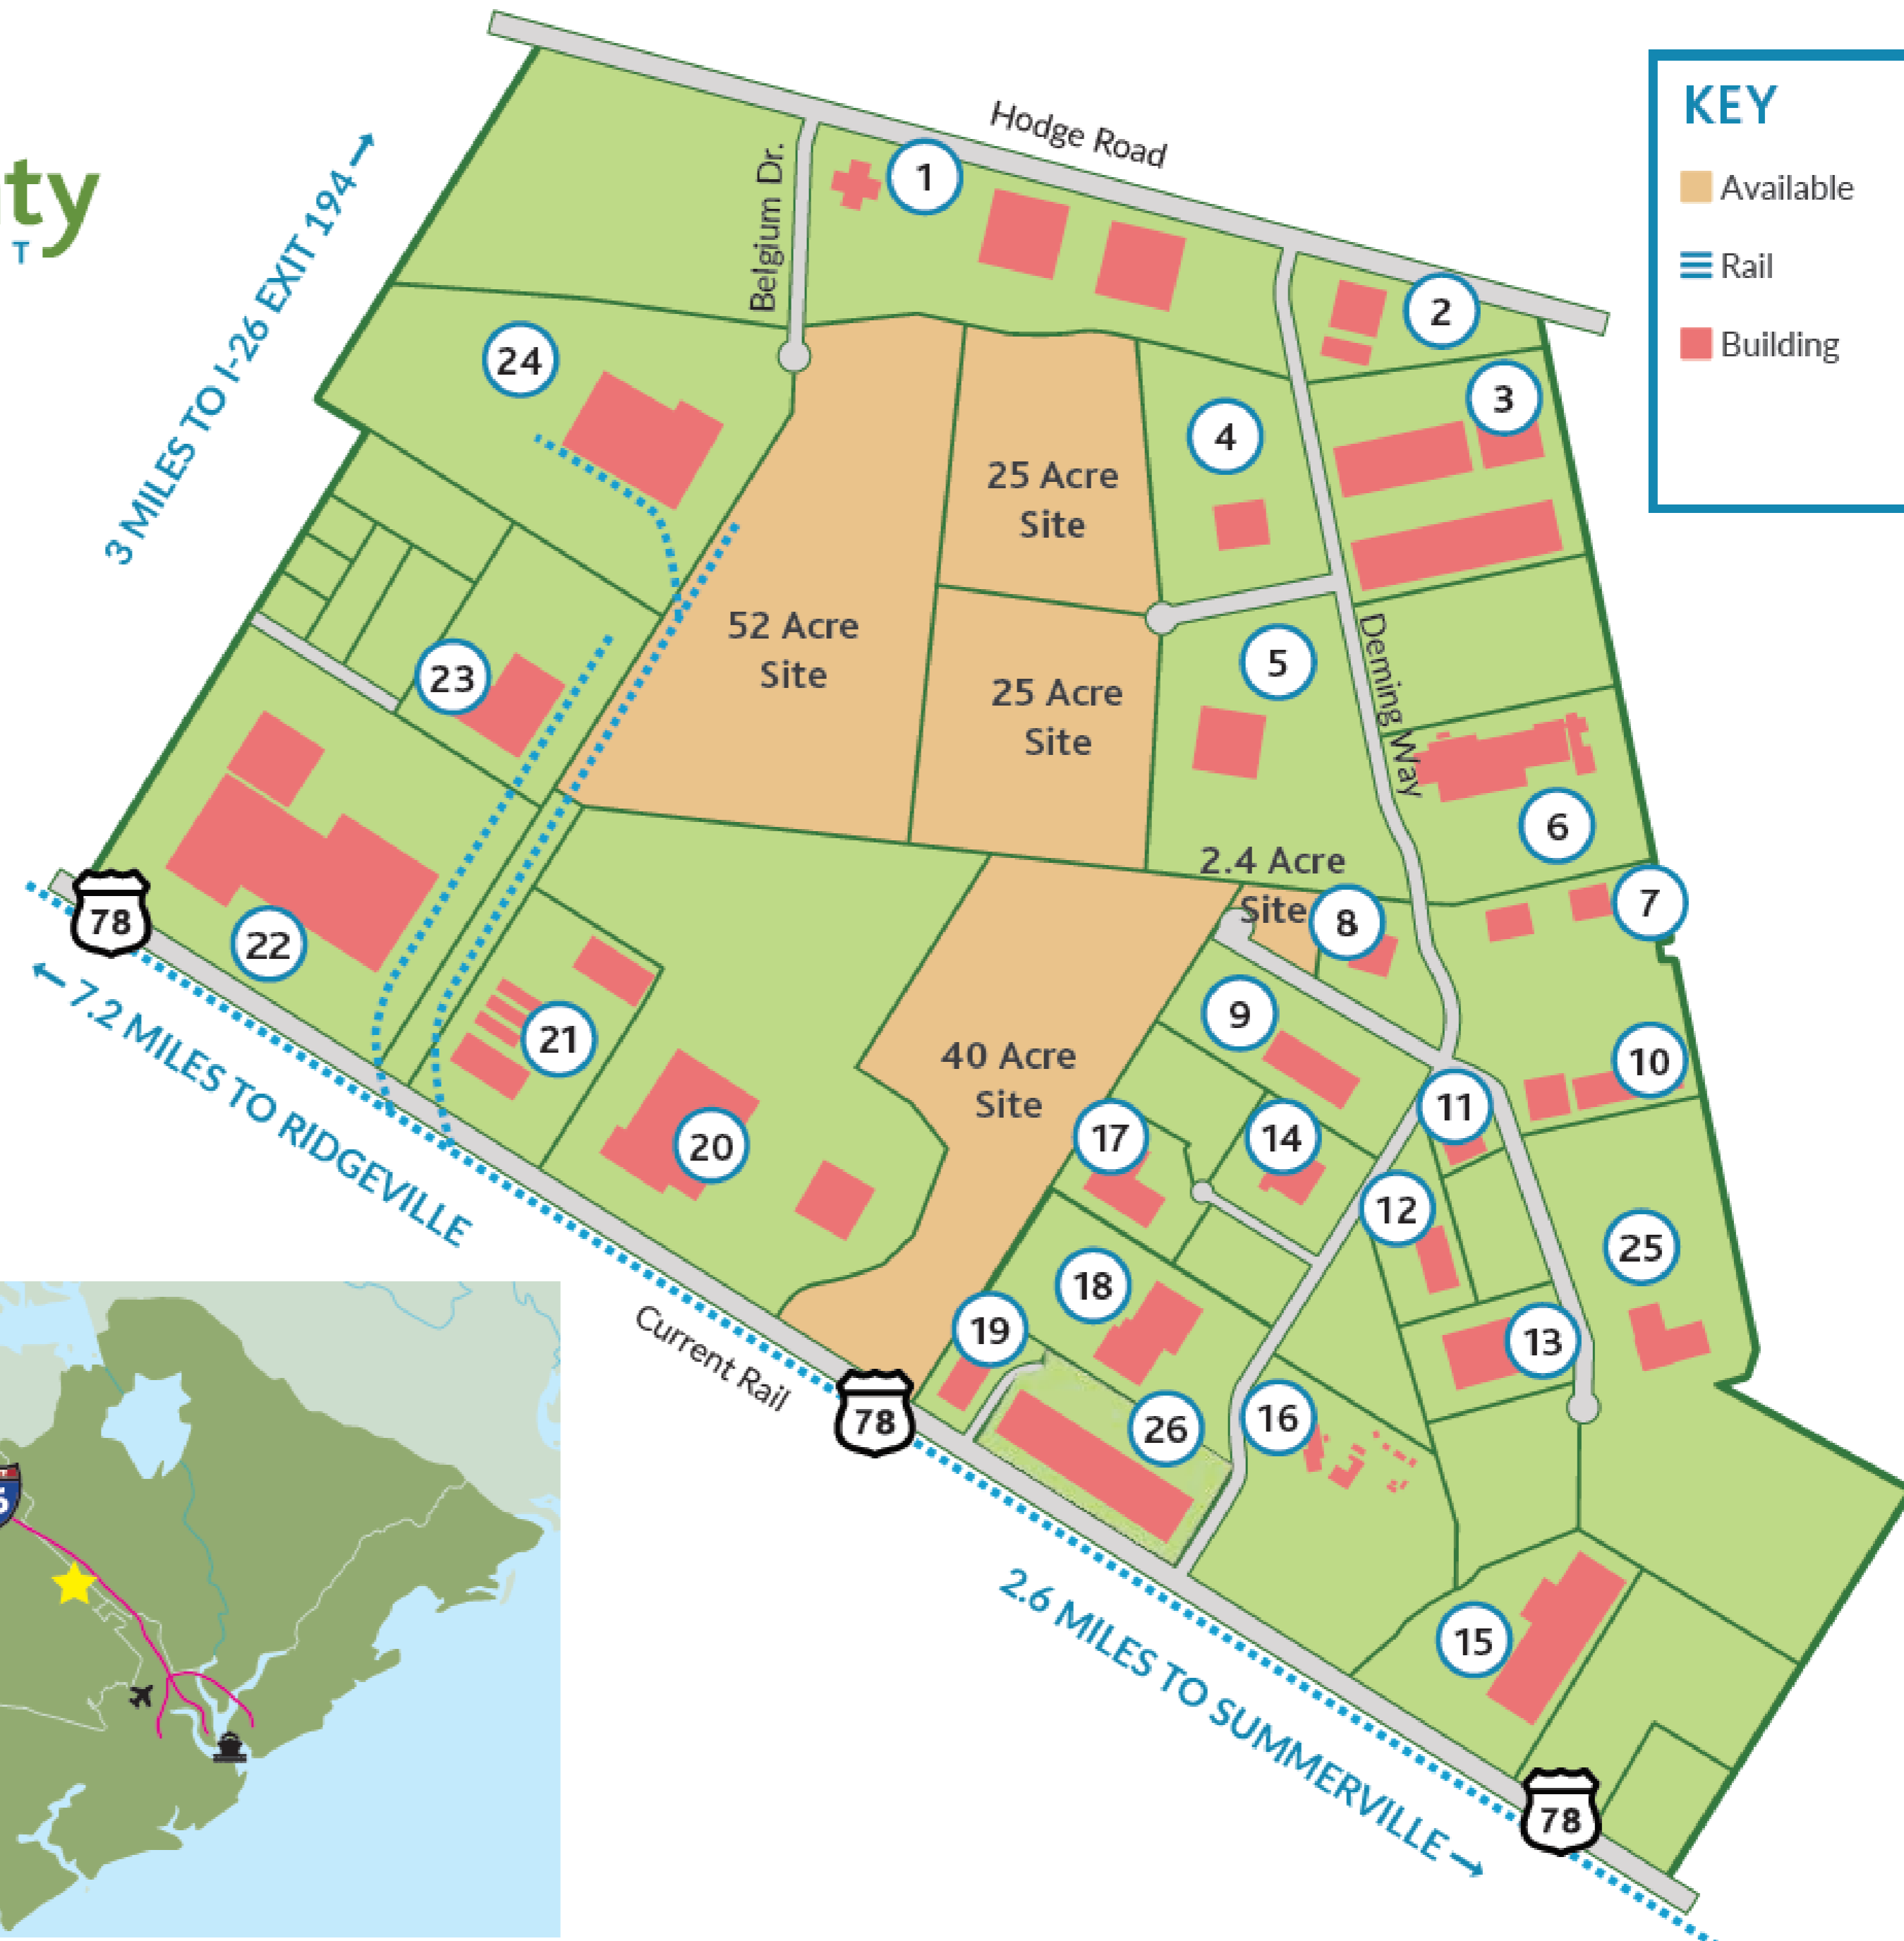 ty
T
3 MILES TO I-26 EXIT 194
Hodge Road
Belgium Dr.
KEY
Available
Rail
Building
1
2
3
24
4
25 Acre
Site
52 Acre
Site
5
23
25 Acre
Site
Deming Way
6
2.4 Acre
Site
7
8
78
22
9
7.2 MILES TO RIDGEVILLE
21
40 Acre
Site
10
11
20
17
14
12
25
18
19
13
Current Rail
78
26
16
2.6 MILES TO SUMMERVILLE
15
78